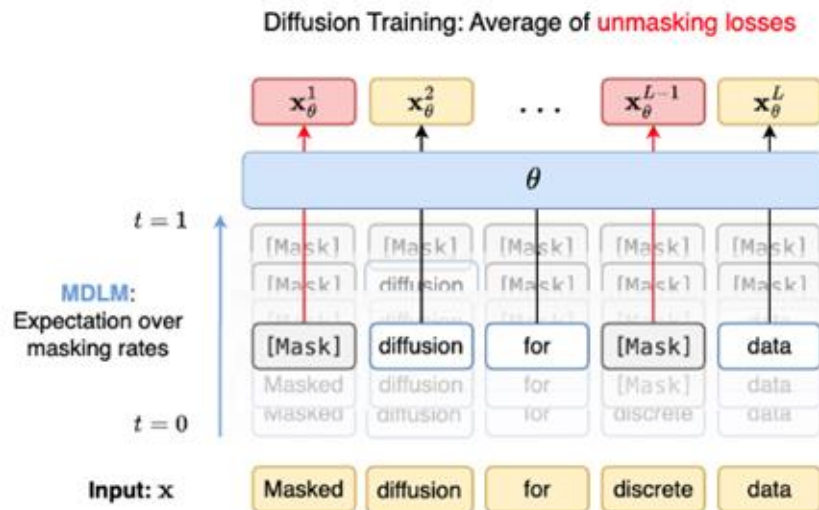 Diffusion Training: Average of unmasking losses
x_θ^1 x_θ^2 ... x_θ^{L-1} x_θ^L
θ
t = 1
[Mask] [Mask] [Mask] [Mask] [Mask]
[Mask] diffusion [Mask] [Mask] [Mask]
MDLM:
Expectation over
masking rates
[Mask] diffusion for [Mask] data
Masked diffusion for [Mask] data
t = 0
Masked diffusion for discrete data
Input: x Masked diffusion for discrete data